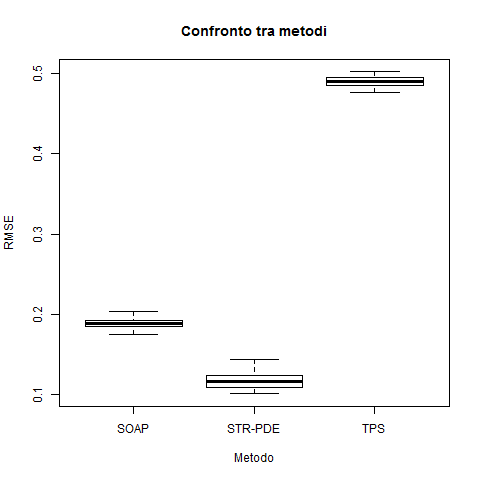 Confronto tra metodi
RMSE
0.5
0.4
0.3
0.2
0.1
SOAP STR-PDE TPS
Metodo